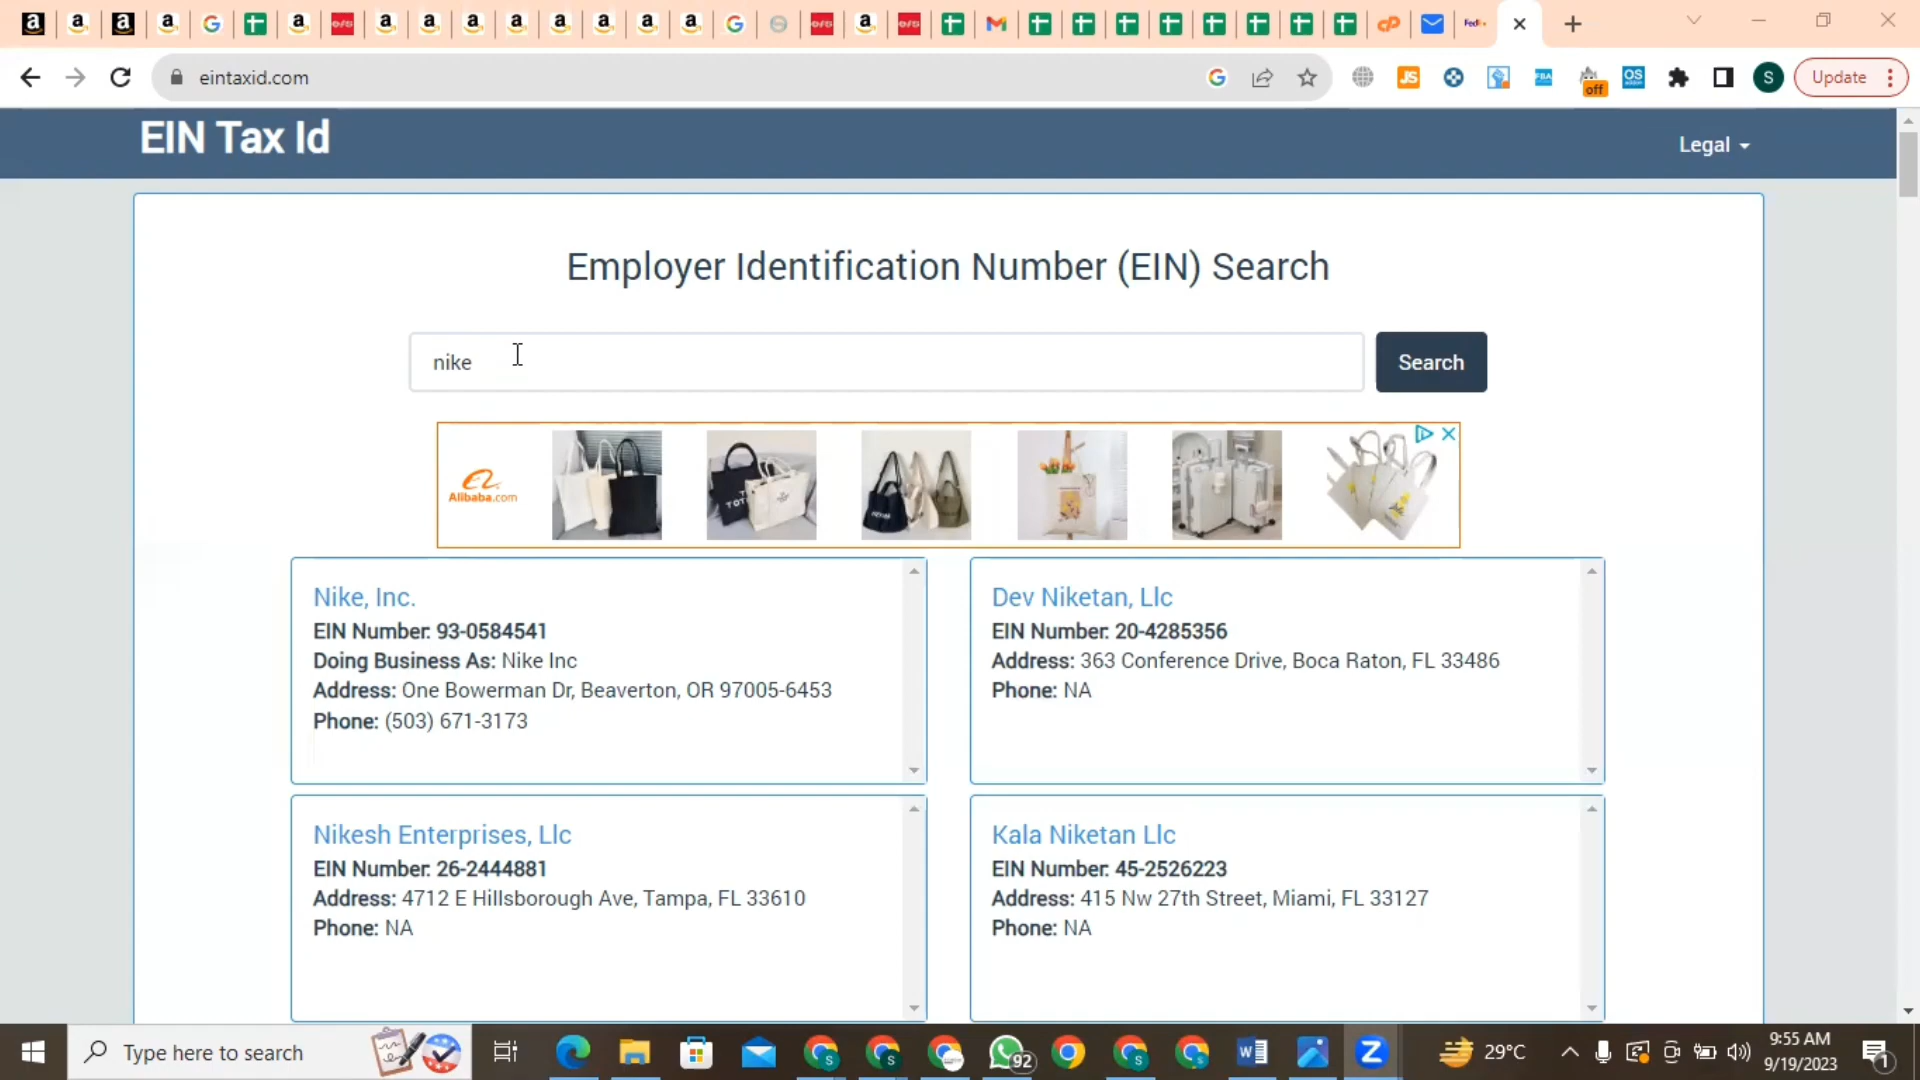 eintaxid.com
Update
EIN Tax Id
Legal
Employer Identification Number (EIN) Search
nike
Search
Alibaba.com
Nike, Inc.
EIN Number: 93-0584541
Doing Business As: Nike Inc
Address: One Bowerman Dr, Beaverton, OR 97005-6453
Phone: (503) 671-3173
Dev Niketan, Llc
EIN Number: 20-4285356
Address: 363 Conference Drive, Boca Raton, FL 33486
Phone: NA
Nikesh Enterprises, Llc
EIN Number: 26-2444881
Address: 4712 E Hillsborough Ave, Tampa, FL 33610
Phone: NA
Kala Niketan Llc
EIN Number: 45-2526223
Address: 415 Nw 27th Street, Miami, FL 33127
Phone: NA
Type here to search
92
29°C
9:55 AM
9/19/2023
1